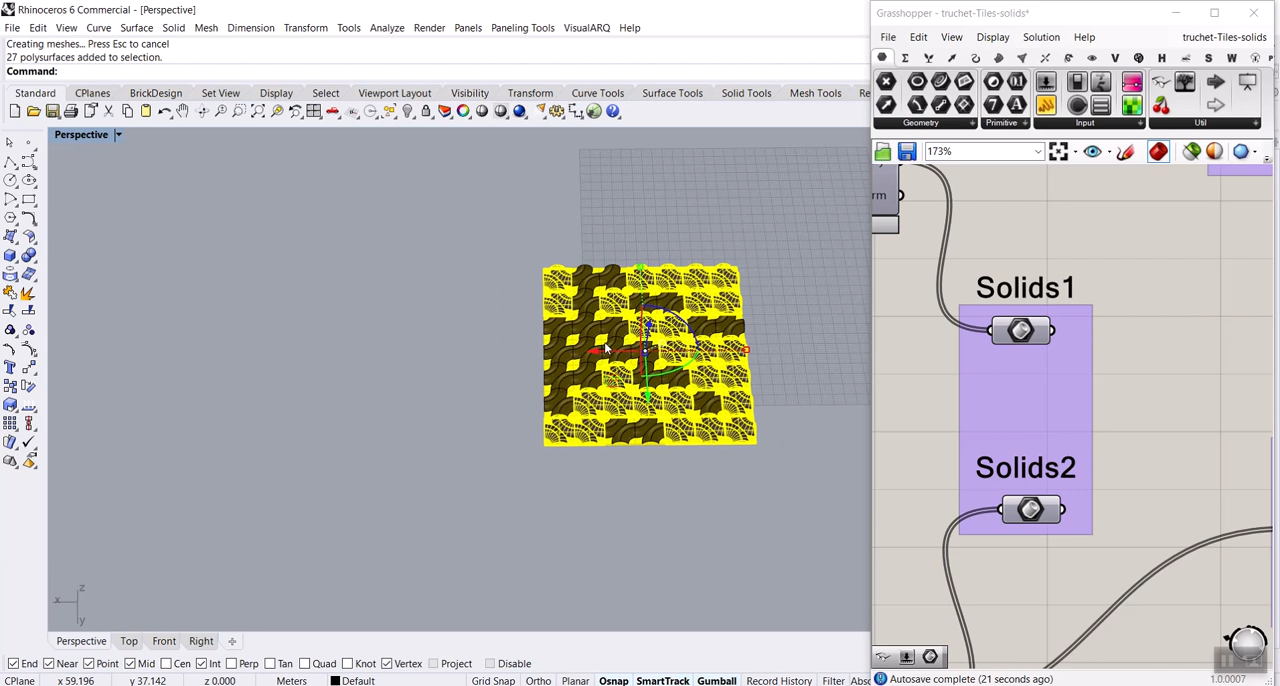 Rhinoceros 6 Commercial - [Perspective]
File Edit View Curve Surface Solid Mesh Dimension Transform Tools Analyze Render Panels Paneling Tools VisualARQ Help
Creating meshes... Press Esc to cancel
27 polysurfaces added to selection.
Command:
Standard CPlanes BrickDesign Set View Display Select Viewport Layout Visibility Transform Curve Tools Surface Tools Solid Tools Mesh Tools Re
Perspective
z
x
y
Perspective Top Front Right
End Near Point Mid Cen Int Perp Tan Quad Knot Vertex Project Disable
CPlane x 59.196 y 37.142 z 0.000 Meters Default Grid Snap Ortho Planar Osnap SmartTrack Gumball Record History Filter Abs
Grasshopper - truchet-Tiles-solids*
File Edit View Display Solution Help truchet-Tiles-solids
Geometry Primitive Input Util
173%
rm
Solids1
Solids2
Autosave complete (21 seconds ago) 1.0.0007